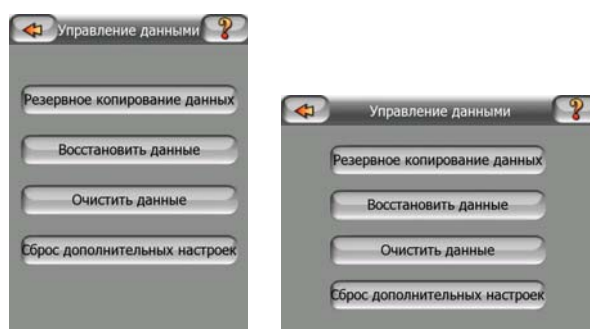 Управление данными
Резервное копирование данных
Восстановить данные
Очистить данные
Сброс дополнительных настроек
Управление данными
Резервное копирование данных
Восстановить данные
Очистить данные
Сброс дополнительных настроек